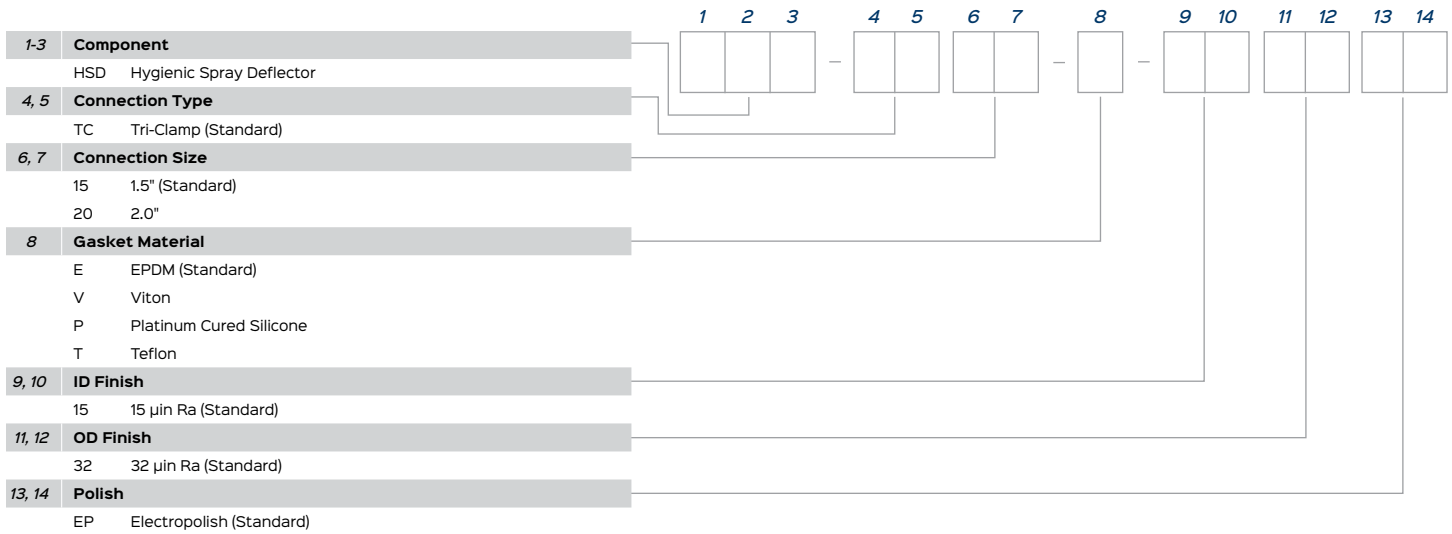 1 2 3 4 5 6 7 8 9 10 11 12 13 14
1-3 Component
HSD Hygienic Spray Deflector
– – –
4, 5 Connection Type
TC Tri-Clamp (Standard)
6, 7 Connection Size
15 1.5" (Standard)
20 2.0"
8 Gasket Material
E EPDM (Standard)
V Viton
P Platinum Cured Silicone
T Teflon
9, 10 ID Finish
15 15 µin Ra (Standard)
11, 12 OD Finish
32 32 µin Ra (Standard)
13, 14 Polish
EP Electropolish (Standard)